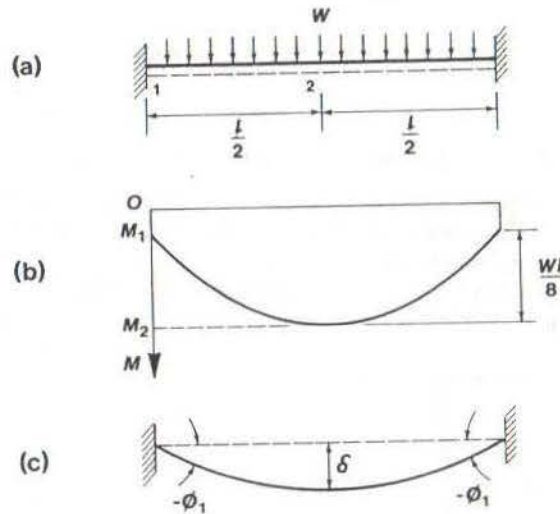 W
(a)
1 2
l/2 l/2
O
M₁
(b)
Wl/8
M₂
M
(c)
δ
-Ø₁ -Ø₁